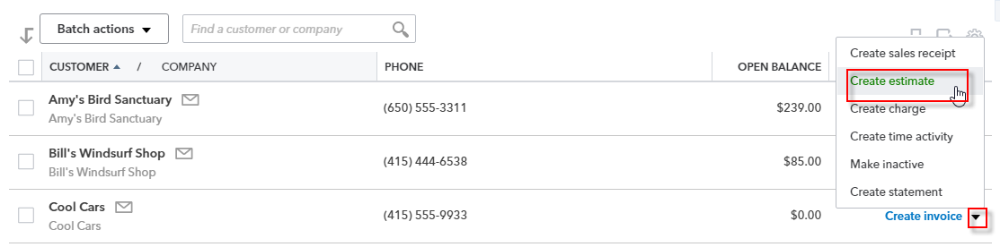 Batch actions
Find a customer or company
CUSTOMER / COMPANY PHONE OPEN BALANCE
Create sales receipt
Create estimate
Create charge
Create time activity
Make inactive
Create statement
Amy's Bird Sanctuary (650) 555-3311 $239.00
Amy's Bird Sanctuary
Bill's Windsurf Shop (415) 444-6538 $85.00
Bill's Windsurf Shop
Cool Cars (415) 555-9933 $0.00 Create invoice
Cool Cars